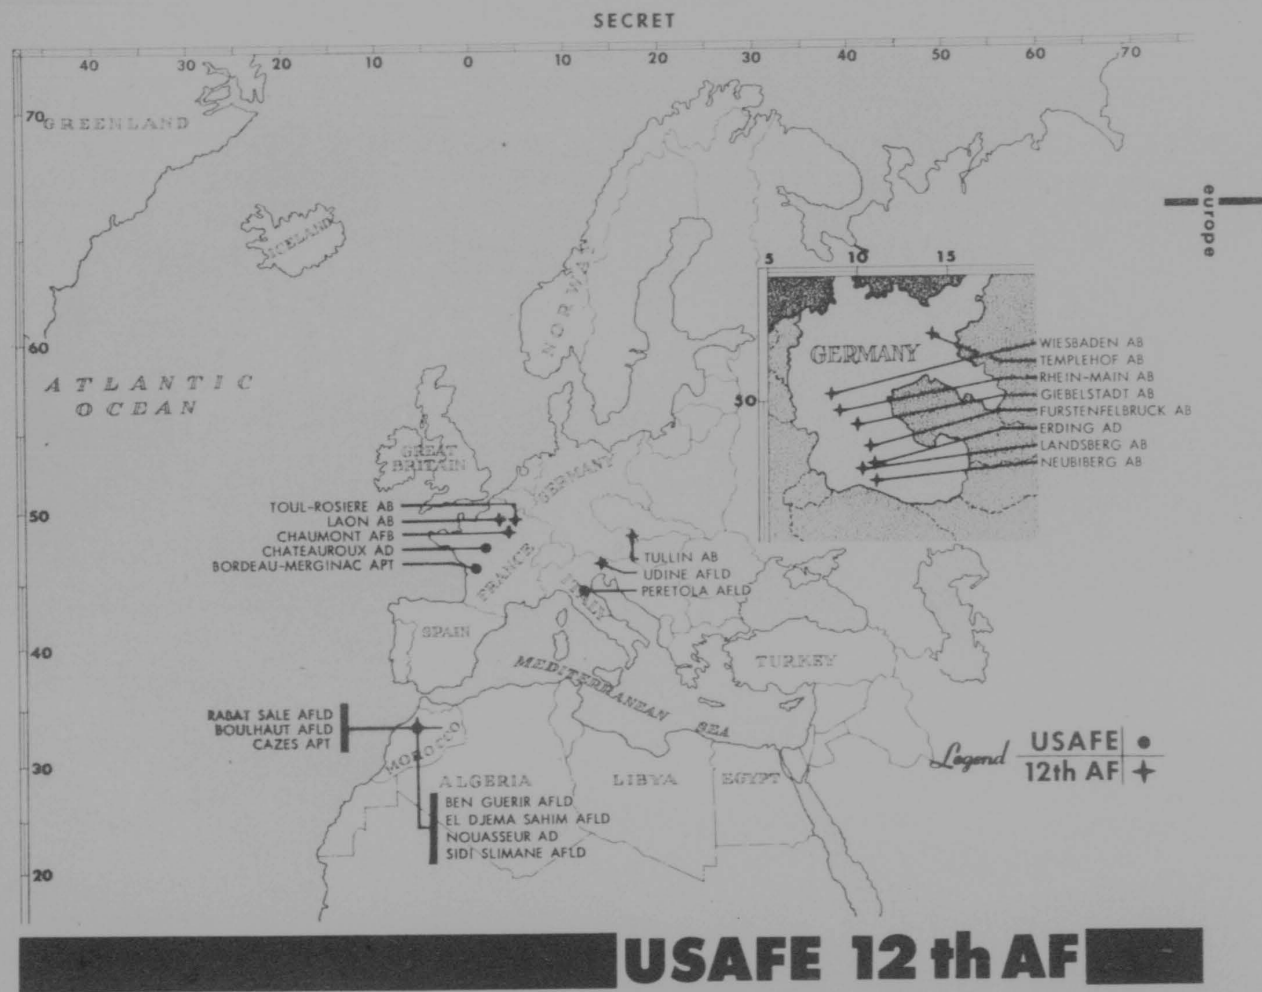 SECRET
40 30 20 10 0 10 20 30 40 50 60 70
70
GREENLAND
ICELAND
europe
NORWAY
5 10 15
60
ATLANTIC
OCEAN
GERMANY
WIESBADEN AB
TEMPLEHOF AB
RHEIN-MAIN AB
GIEBELSTADT AB
FURSTENFELBRUCK AB
ERDING AD
LANDSBERG AB
NEUBIBERG AB
50
GREAT
BRITAIN
GERMANY
50
TOUL-ROSIERE AB
LAON AB
CHAUMONT AFB
CHATEAUROUX AD
BORDEAU-MERGINAC APT
FRANCE
TULLIN AB
UDINE AFLD
PERETOLA AFLD
ITALY
SPAIN
40
MEDITERRANEAN
SEA
TURKEY
RABAT SALE AFLD
BOULHAUT AFLD
CAZES APT
MOROCCO
30
ALGERIA
LIBYA
EGYPT
Legend
USAFE
12th AF
BEN GUERIR AFLD
EL DJEMA SAHIM AFLD
NOUASSEUR AD
SIDI SLIMANE AFLD
20
USAFE 12 th AF